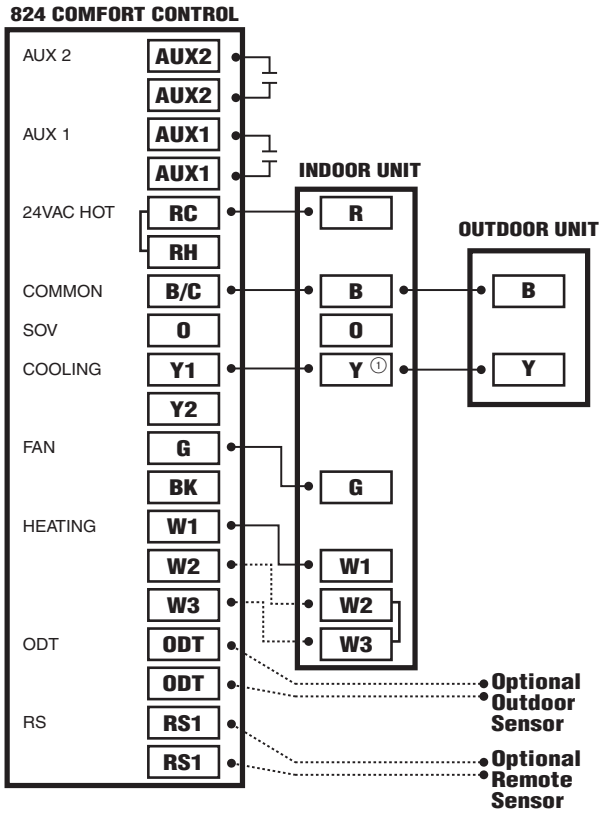 824 COMFORT CONTROL
AUX 2 AUX2
AUX2
AUX 1 AUX1
AUX1
INDOOR UNIT
24VAC HOT RC R
OUTDOOR UNIT
RH
COMMON B/C B B
SOV O O
COOLING Y1 Y ① Y
Y2
FAN G
G
BK
HEATING W1
W2 W1
W3 W2
ODT ODT W3
ODT
Optional
Outdoor
Sensor
RS RS1
RS1
Optional
Remote
Sensor